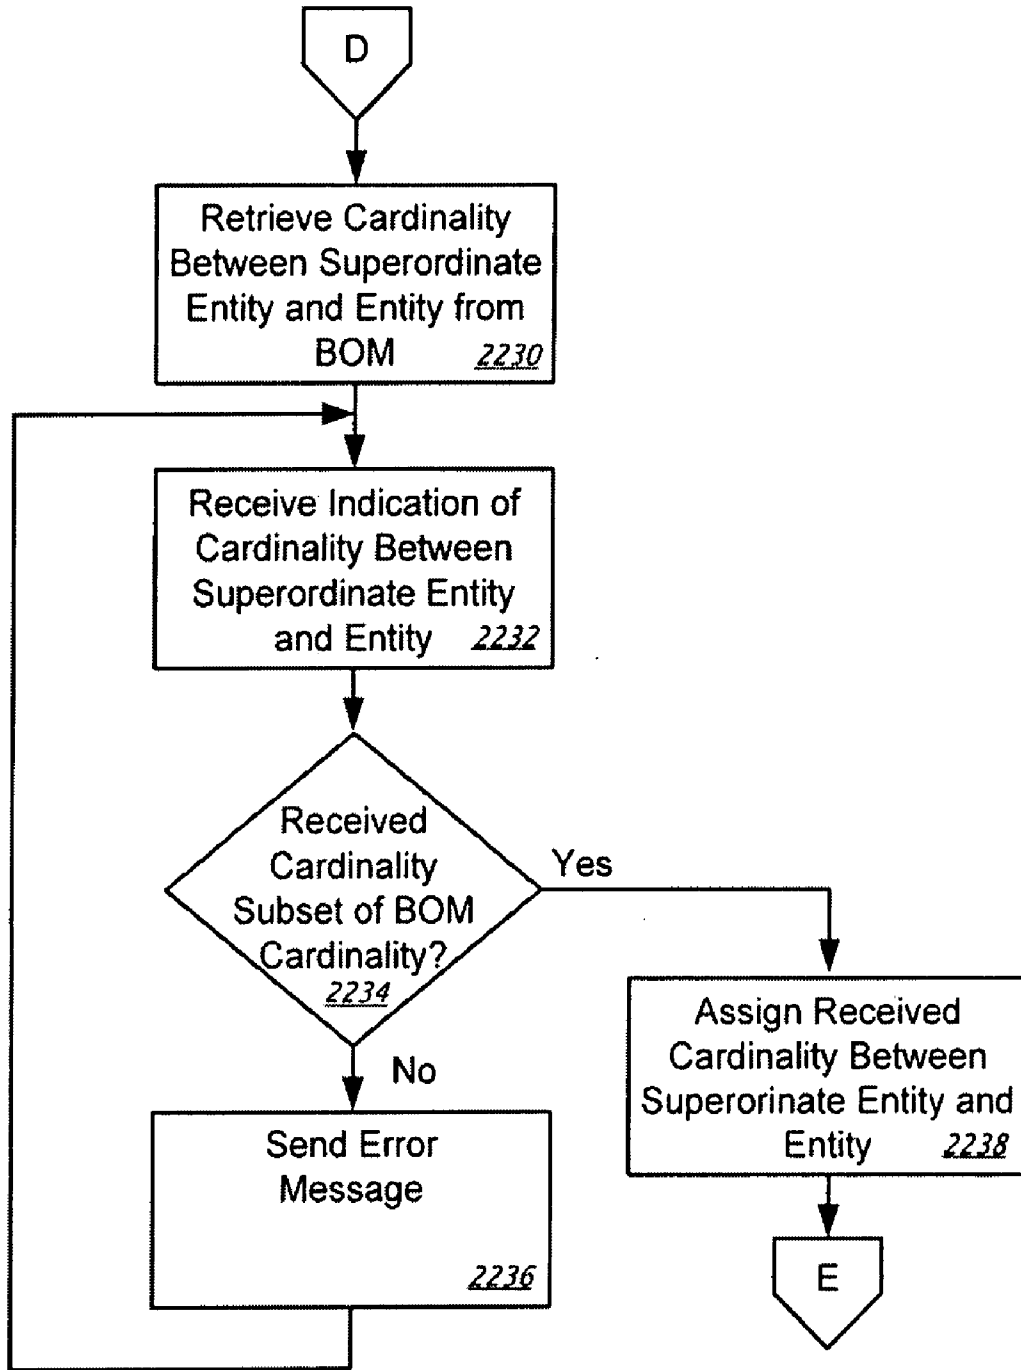 D
Retrieve Cardinality
Between Superordinate
Entity and Entity from
BOM 2230
Receive Indication of
Cardinality Between
Superordinate Entity
and Entity 2232
Received
Cardinality
Subset of BOM
Cardinality?
2234
Yes
No
Send Error
Message
2236
Assign Received
Cardinality Between
Superorinate Entity and
Entity 2238
E